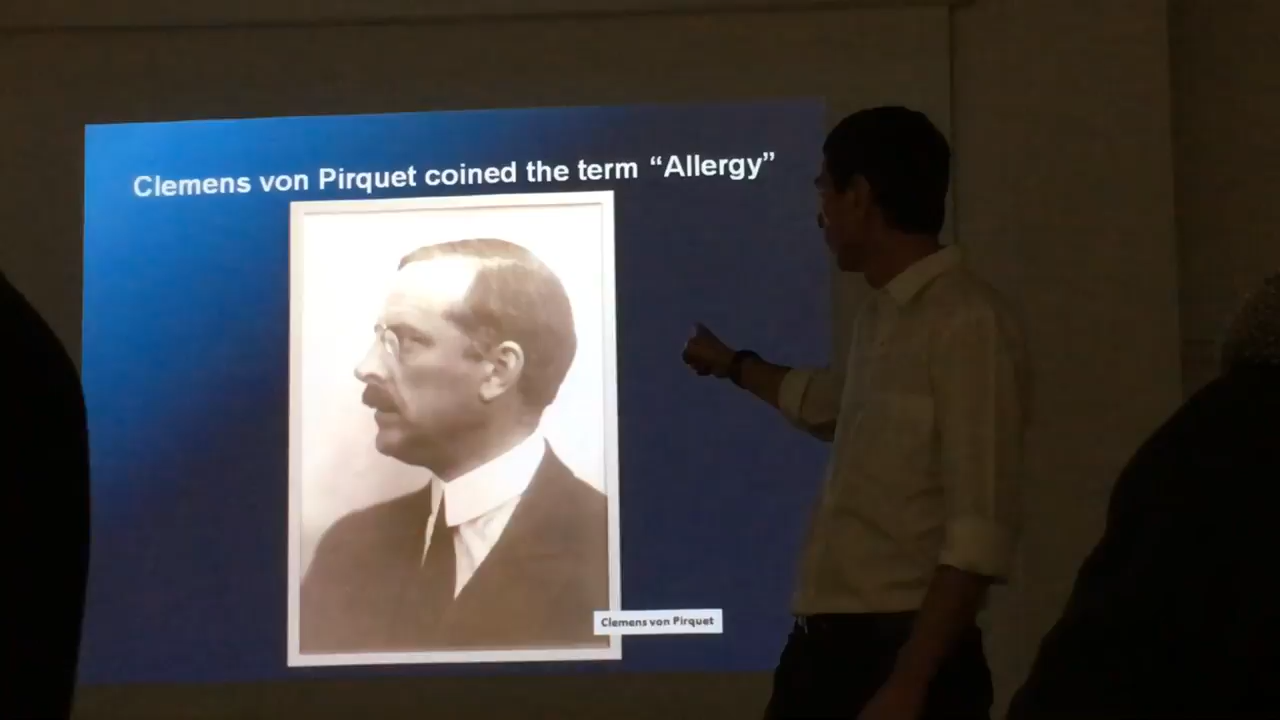 Clemens von Pirquet coined the term “Allergy”
Clemens von Pirquet